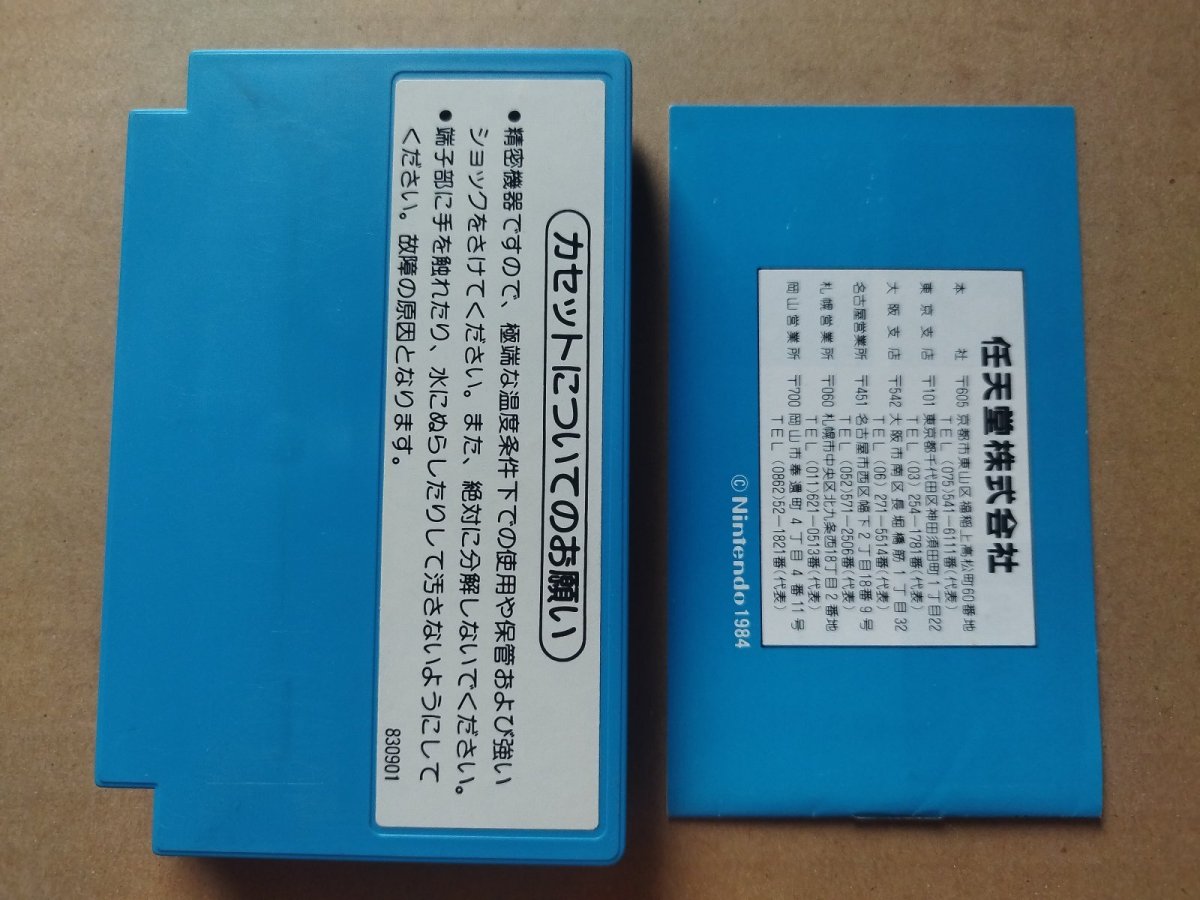 カセットについてのお願い
●精密機器ですので、極端な温度条件下での使用や保管および強い
ショックをさけてください。また、絶対に分解しないでください。
●端子部に手を触れたり、水にぬらしたりして汚さないようにして
ください。故障の原因となります。
830901
任天堂株式会社
本 社 〒605 京都市東山区福稲上高松町60番地
TEL (075)541-6111番(代表)
東京支店 〒101 東京都千代田区神田須田町1丁目22
TEL (03) 254-1781番(代表)
大阪支店 〒542 大阪市南区長堀橋筋1丁目32
TEL (06) 271-5514番(代表)
名古屋営業所 〒451 名古屋市西区幅下2丁目18番9号
TEL (052)571-2506番(代表)
札幌営業所 〒060 札幌市中央区北九条西18丁目2番地
TEL (011)621-0513番(代表)
岡山営業所 〒700 岡山市奉還町4丁目4番11号
TEL (0862)52-1821番(代表)
© Nintendo 1984